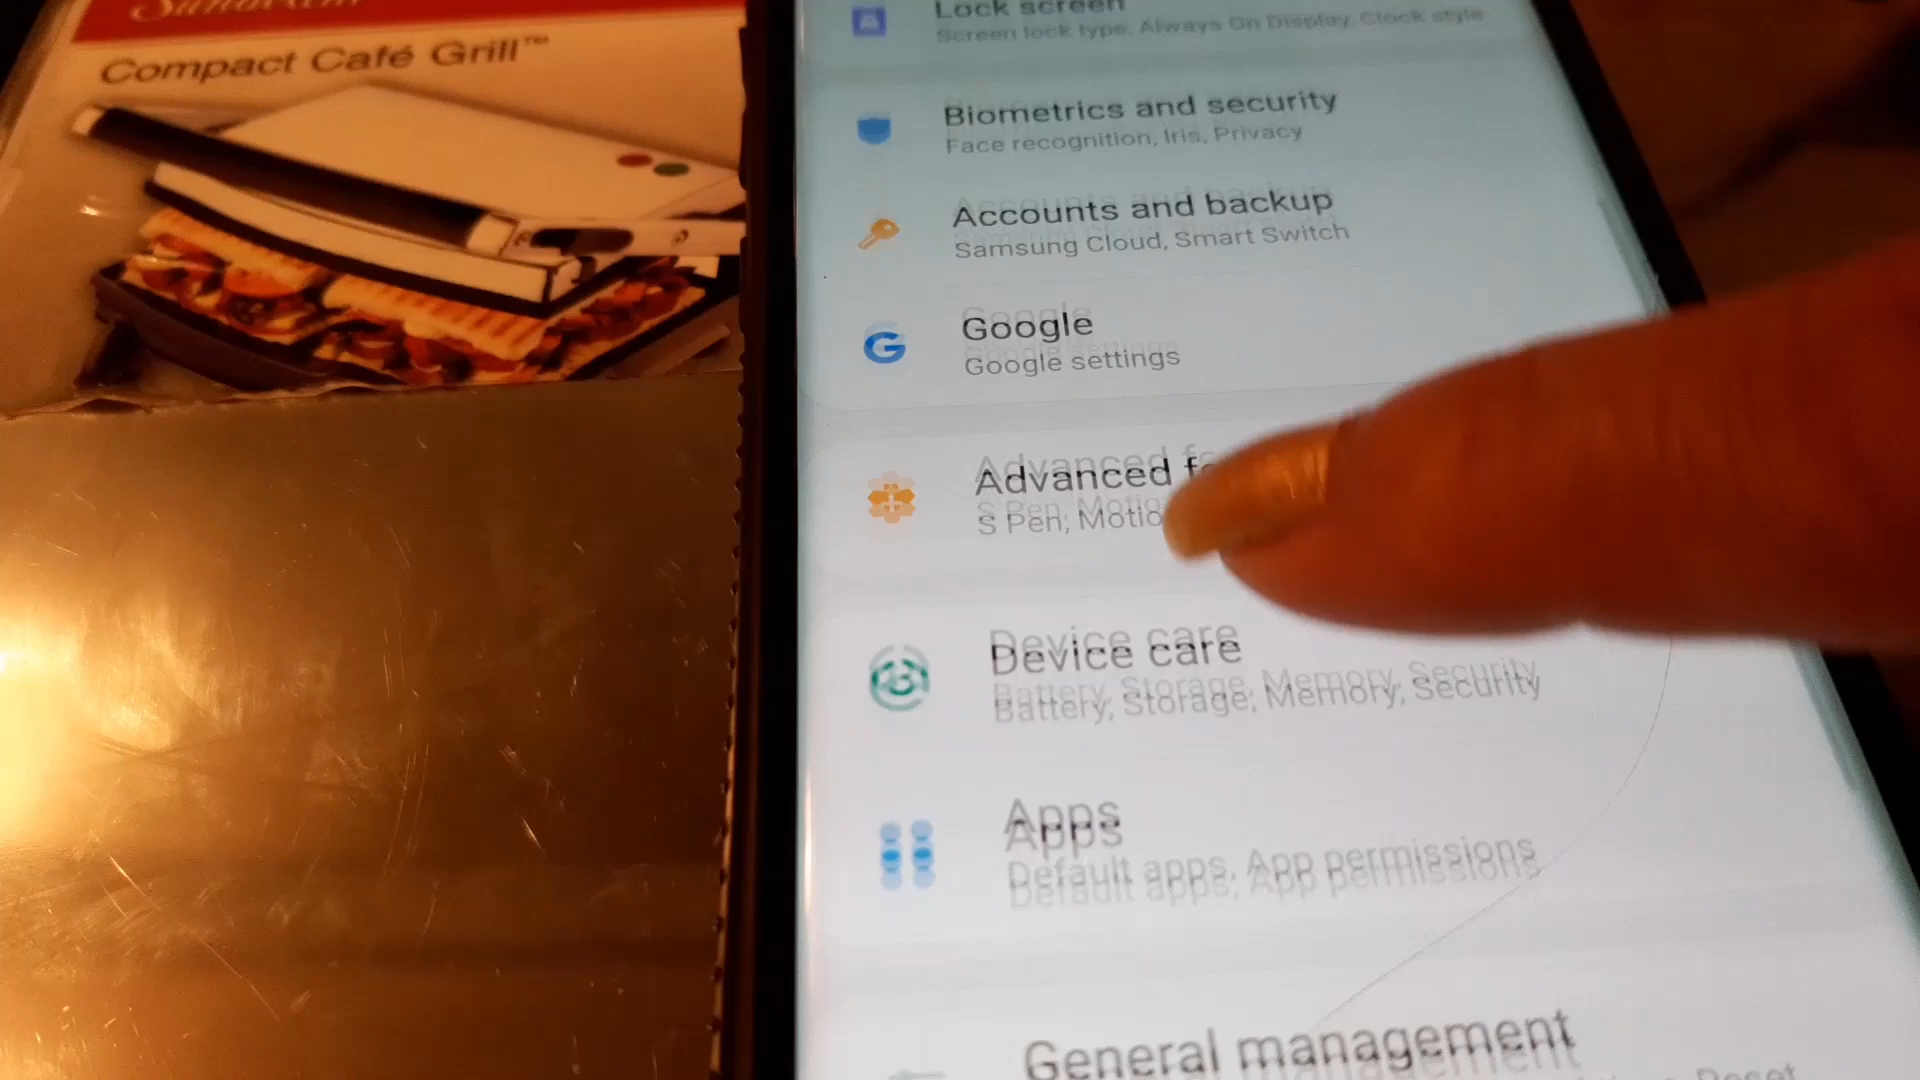 Sunbeam
Compact Café Grill™
Lock screen
Screen lock type, Always On Display, Clock style
Biometrics and security
Face recognition, Iris, Privacy
Accounts and backup
Samsung Cloud, Smart Switch
Google
Google settings
Advanced
S Pen,
Device care
Battery, Storage, Memory, Security
Apps
Default apps, App permissions
General management
Reset